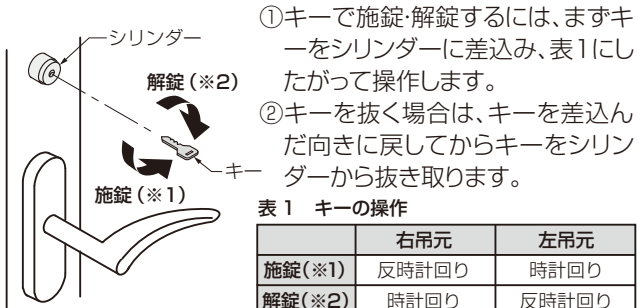 シリンダー
解錠(※2)
キー
施錠(※1)
①キーで施錠・解錠するには、まずキ
ーをシリンダーに差込み、表1にし
たがって操作します。
②キーを抜く場合は、キーを差込ん
だ向きに戻してからキーをシリン
ダーから抜き取ります。
表1 キーの操作
右吊元 左吊元
施錠(※1) 反時計回り 時計回り
解錠(※2) 時計回り 反時計回り